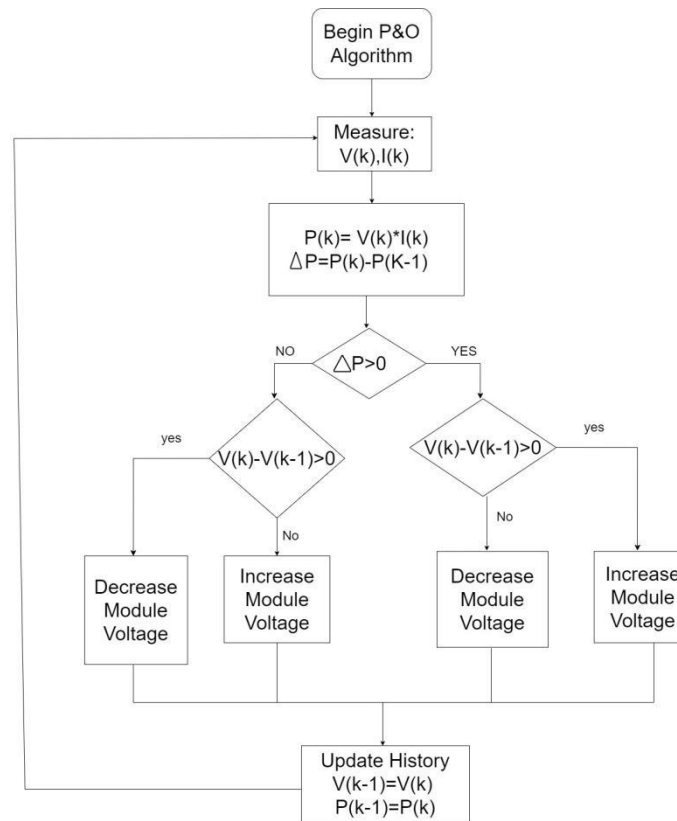 Begin P&O
Algorithm
Measure:
V(k),I(k)
P(k)= V(k)*I(k)
△P=P(k)-P(K-1)
NO
△P>0
YES
yes
V(k)-V(k-1)>0
V(k)-V(k-1)>0
yes
No
No
Decrease
Module
Voltage
Increase
Module
Voltage
Decrease
Module
Voltage
Increase
Module
Voltage
Update History
V(k-1)=V(k)
P(k-1)=P(k)